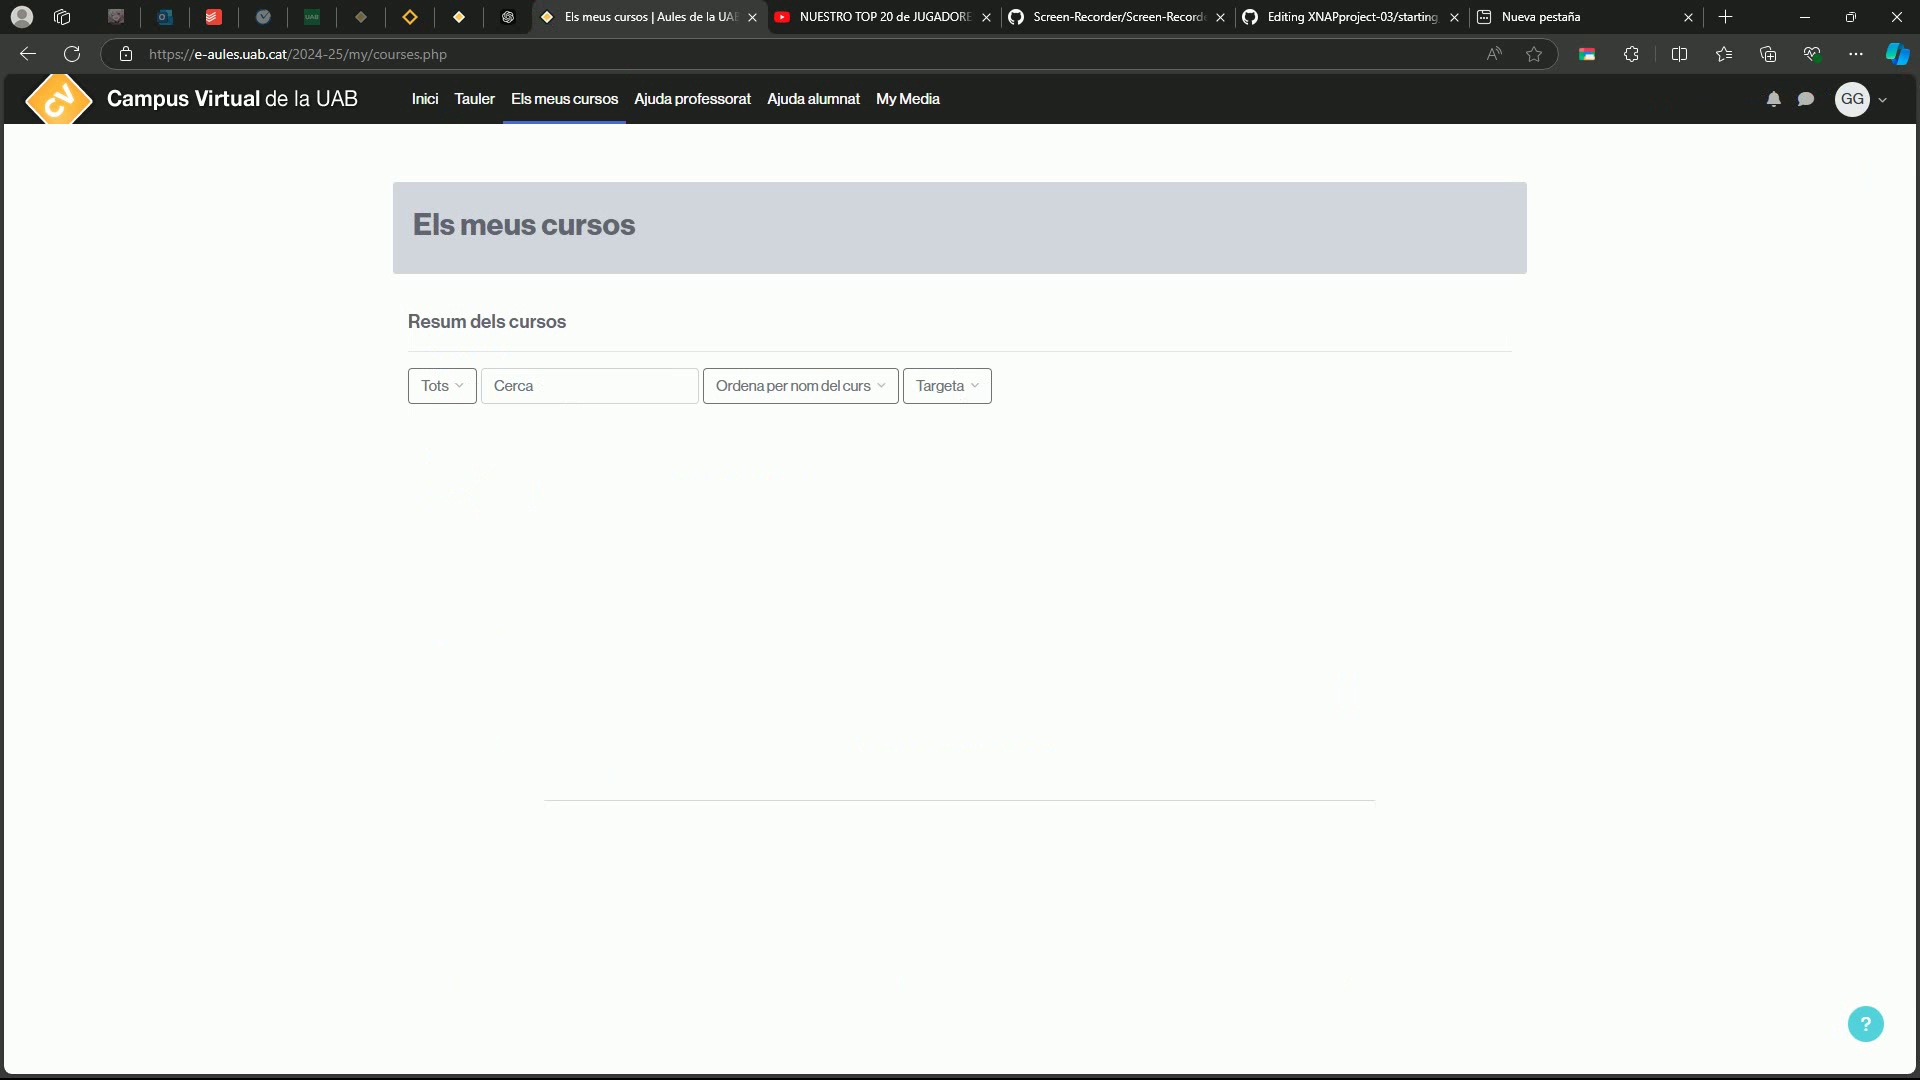 Els meus cursos | Aules de la UAB
NUESTRO TOP 20 de JUGADORE
Screen-Recorder/Screen-Recorde
Editing XNAPproject-03/starting
Nueva pestaña
https://e-aules.uab.cat/2024-25/my/courses.php
CV
Campus Virtual de la UAB
Inici
Tauler
Els meus cursos
Ajuda professorat
Ajuda alumnat
My Media
GG
Els meus cursos
Resum dels cursos
Tots
Cerca
Ordena per nom del curs
Targeta
?